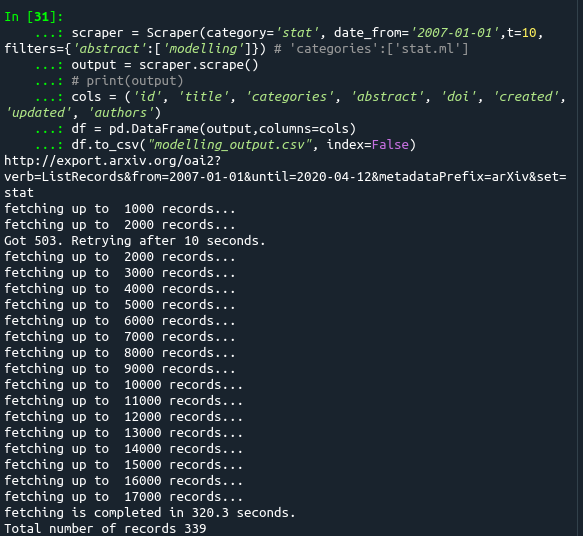 In [31]:
...: scraper = Scraper(category='stat', date_from='2007-01-01',t=10,
filters={'abstract':['modelling']}) # 'categories':['stat.ml']
...: output = scraper.scrape()
...: # print(output)
...: cols = ('id', 'title', 'categories', 'abstract', 'doi', 'created',
'updated', 'authors')
...: df = pd.DataFrame(output,columns=cols)
...: df.to_csv("modelling_output.csv", index=False)
http://export.arxiv.org/oai2?
verb=ListRecords&from=2007-01-01&until=2020-04-12&metadataPrefix=arXiv&set=
stat
fetching up to  1000 records...
fetching up to  2000 records...
Got 503. Retrying after 10 seconds.
fetching up to  2000 records...
fetching up to  3000 records...
fetching up to  4000 records...
fetching up to  5000 records...
fetching up to  6000 records...
fetching up to  7000 records...
fetching up to  8000 records...
fetching up to  9000 records...
fetching up to  10000 records...
fetching up to  11000 records...
fetching up to  12000 records...
fetching up to  13000 records...
fetching up to  14000 records...
fetching up to  15000 records...
fetching up to  16000 records...
fetching up to  17000 records...
fetching is completed in 320.3 seconds.
Total number of records 339